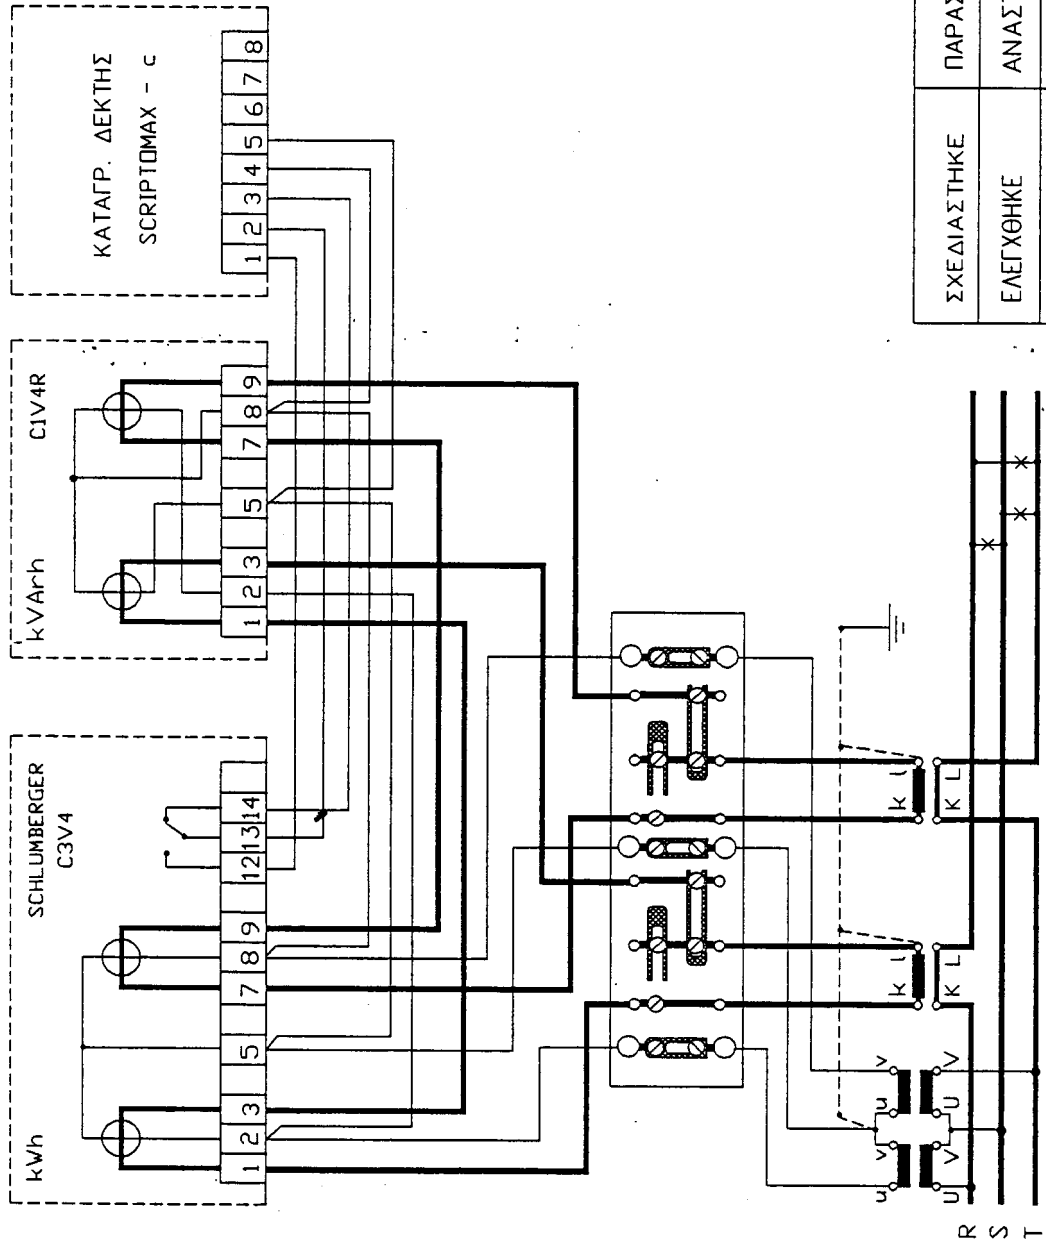 ΚΑΤΑΓΡ. ΔΕΚΤΗΣ
SCRIPTOMAX - c
1 2 3 4 5 6 7 8
kVArh
C1V4R
1 2 3 5 7 8 9
kWh
SCHLUMBERGER
C3V4
1 2 3 5 7 8 9 12 13 14
u v u v
U V U V
k l
K L
k l
K L
R
S
T
ΣΧΕΔΙΑΣΤΗΚΕ
ΕΛΕΓΧΘΗΚΕ